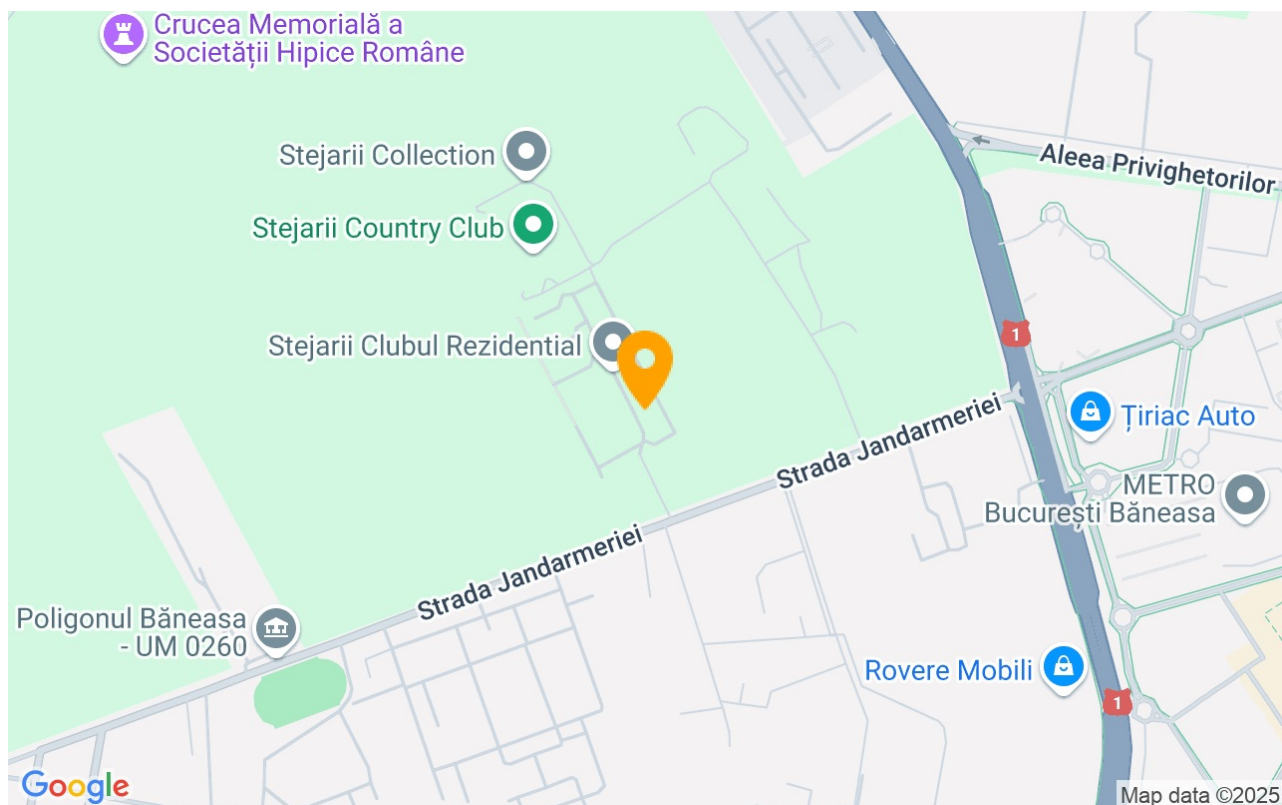 Crucea Memorială a
Societății Hipice Române
Stejarii Collection
Aleea Privighetorilor
Stejarii Country Club
1
Stejarii Clubul Rezidential
Strada Jandarmeriei
Țiriac Auto
METRO
București Băneasa
Strada Jandarmeriei
Poligonul Băneasa
- UM 0260
Rovere Mobili
1
Google
Map data ©2025